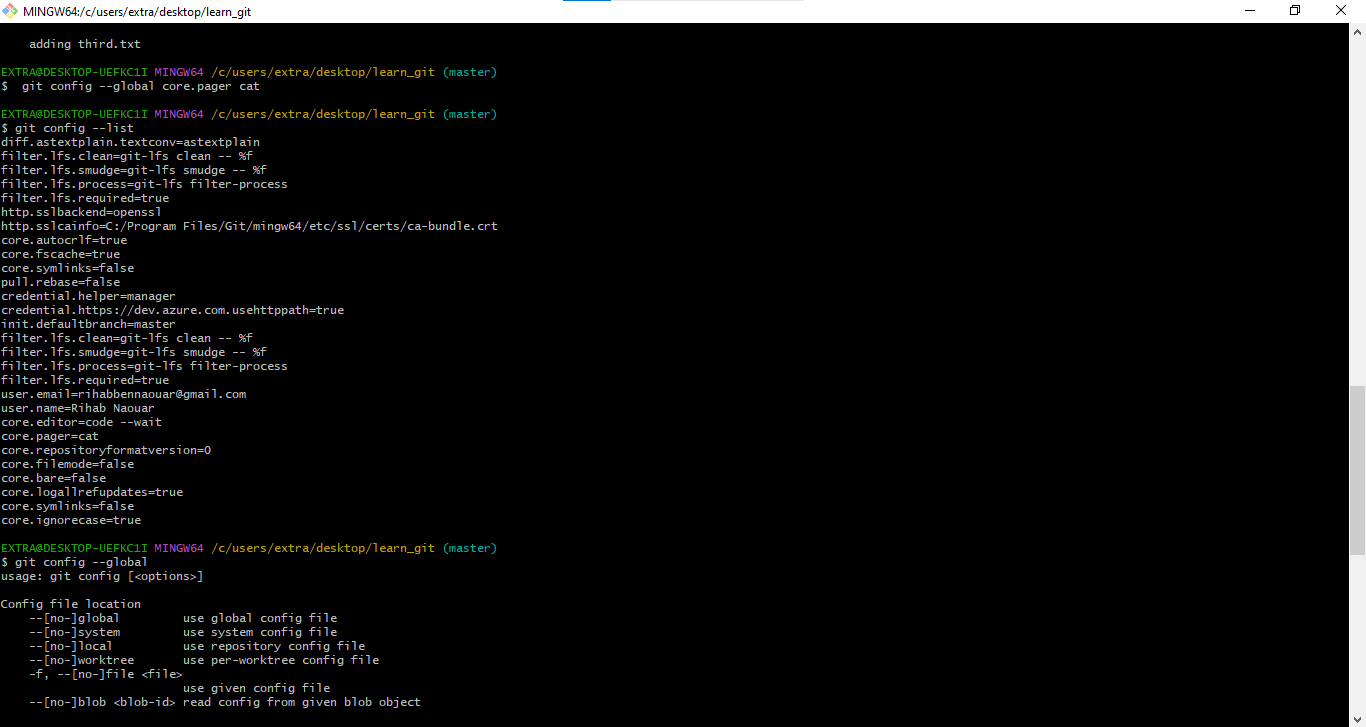 MINGW64:/c/users/extra/desktop/learn_git
    adding third.txt
EXTRA@DESKTOP-UEFKC1I MINGW64 /c/users/extra/desktop/learn_git (master)
$  git config --global core.pager cat
EXTRA@DESKTOP-UEFKC1I MINGW64 /c/users/extra/desktop/learn_git (master)
$ git config --list
diff.astextplain.textconv=astextplain
filter.lfs.clean=git-lfs clean -- %f
filter.lfs.smudge=git-lfs smudge -- %f
filter.lfs.process=git-lfs filter-process
filter.lfs.required=true
http.sslbackend=openssl
http.sslcainfo=C:/Program Files/Git/mingw64/etc/ssl/certs/ca-bundle.crt
core.autocrlf=true
core.fscache=true
core.symlinks=false
pull.rebase=false
credential.helper=manager
credential.https://dev.azure.com.usehttppath=true
init.defaultbranch=master
filter.lfs.clean=git-lfs clean -- %f
filter.lfs.smudge=git-lfs smudge -- %f
filter.lfs.process=git-lfs filter-process
filter.lfs.required=true
user.email=rihabbennaouar@gmail.com
user.name=Rihab Naouar
core.editor=code --wait
core.pager=cat
core.repositoryformatversion=0
core.filemode=false
core.bare=false
core.logallrefupdates=true
core.symlinks=false
core.ignorecase=true
EXTRA@DESKTOP-UEFKC1I MINGW64 /c/users/extra/desktop/learn_git (master)
$ git config --global
usage: git config [<options>]
Config file location
    --[no-]global         use global config file
    --[no-]system         use system config file
    --[no-]local          use repository config file
    --[no-]worktree       use per-worktree config file
    -f, --[no-]file <file>
                          use given config file
    --[no-]blob <blob-id> read config from given blob object